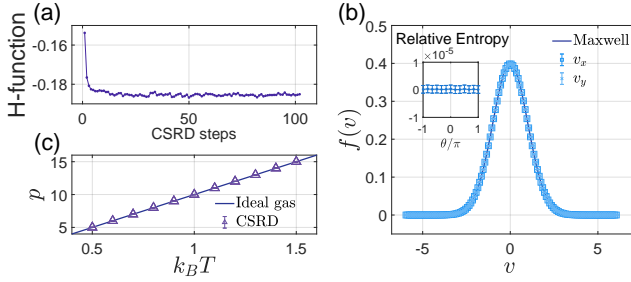 (a)
H-function
-0.16
-0.18
0
50
100
CSRD steps
(c)
p
15
10
5
Ideal gas
CSRD
0.5
1
1.5
k_BT
(b)
f(v)
0.4
0.3
0.2
0.1
0
Relative Entropy
×10⁻⁵
1
0
-1
-1
0
1
θ/π
Maxwell
v_x
v_y
-5
0
5
v